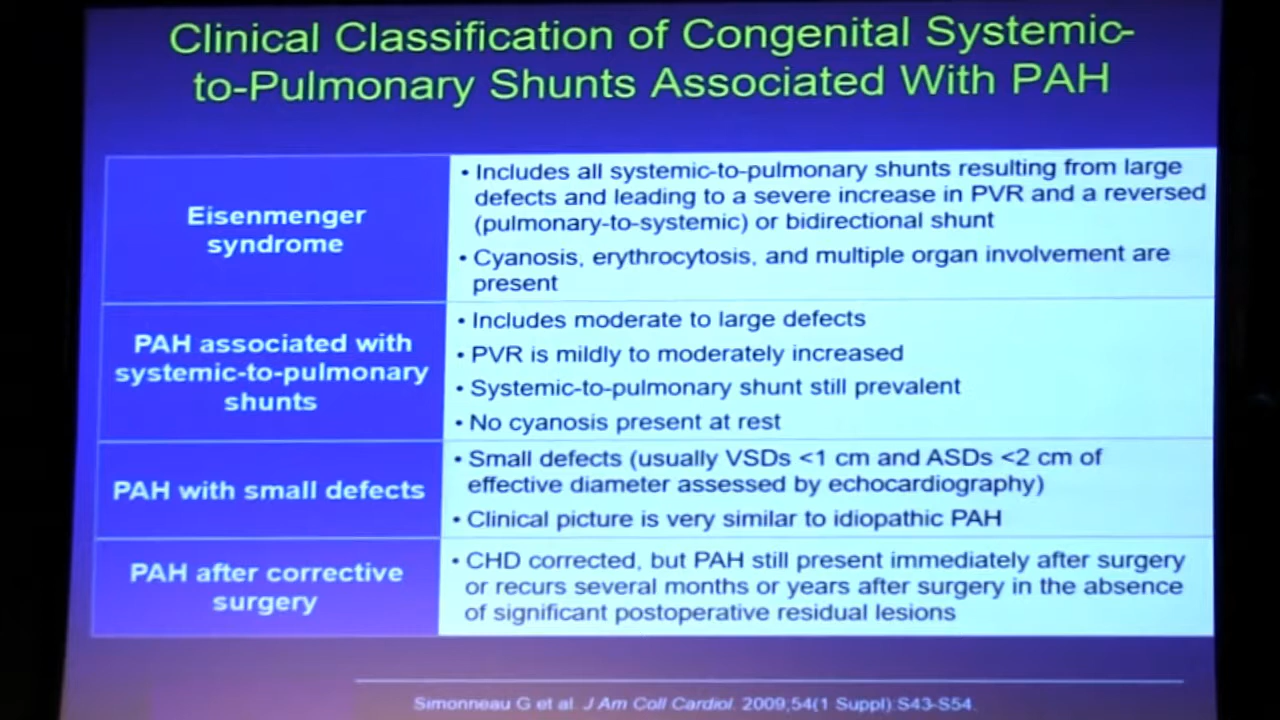 Clinical Classification of Congenital Systemic-
to-Pulmonary Shunts Associated With PAH
Eisenmenger
syndrome
• Includes all systemic-to-pulmonary shunts resulting from large
defects and leading to a severe increase in PVR and a reversed
(pulmonary-to-systemic) or bidirectional shunt
• Cyanosis, erythrocytosis, and multiple organ involvement are
present
PAH associated with
systemic-to-pulmonary
shunts
• Includes moderate to large defects
• PVR is mildly to moderately increased
• Systemic-to-pulmonary shunt still prevalent
• No cyanosis present at rest
PAH with small defects
• Small defects (usually VSDs <1 cm and ASDs <2 cm of
effective diameter assessed by echocardiography)
• Clinical picture is very similar to idiopathic PAH
PAH after corrective
surgery
• CHD corrected, but PAH still present immediately after surgery
or recurs several months or years after surgery in the absence
of significant postoperative residual lesions
Simonneau G et al. J Am Coll Cardiol. 2009;54(1 Suppl):S43-S54.